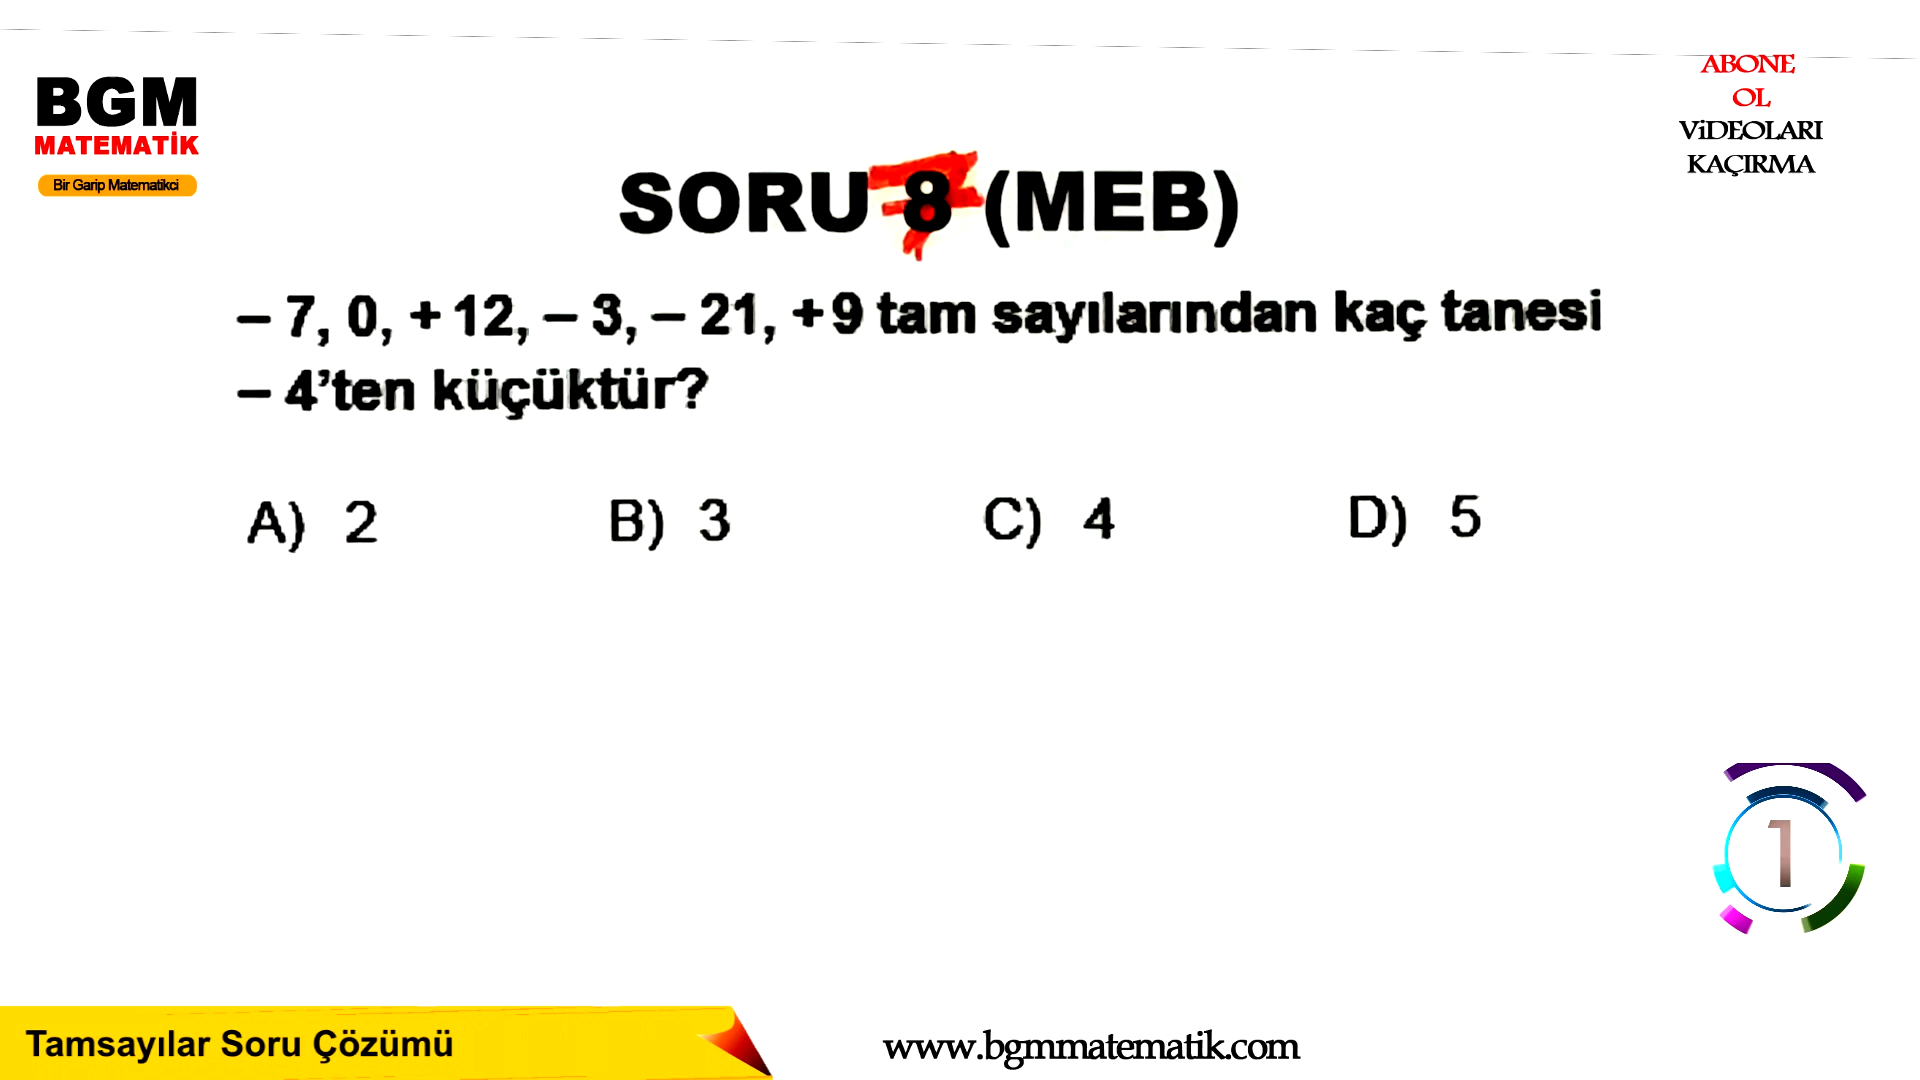 BGM
MATEMATİK
Bir Garip Matematikci
ABONE
OL
ViDEOLARI
KAÇIRMA
SORU 8 (MEB)
– 7, 0, + 12, – 3, – 21, +9 tam sayılarından kaç tanesi
– 4’ten küçüktür?
A) 2 B) 3 C) 4 D) 5
1
Tamsayılar Soru Çözümü
www.bgmmatematik.com